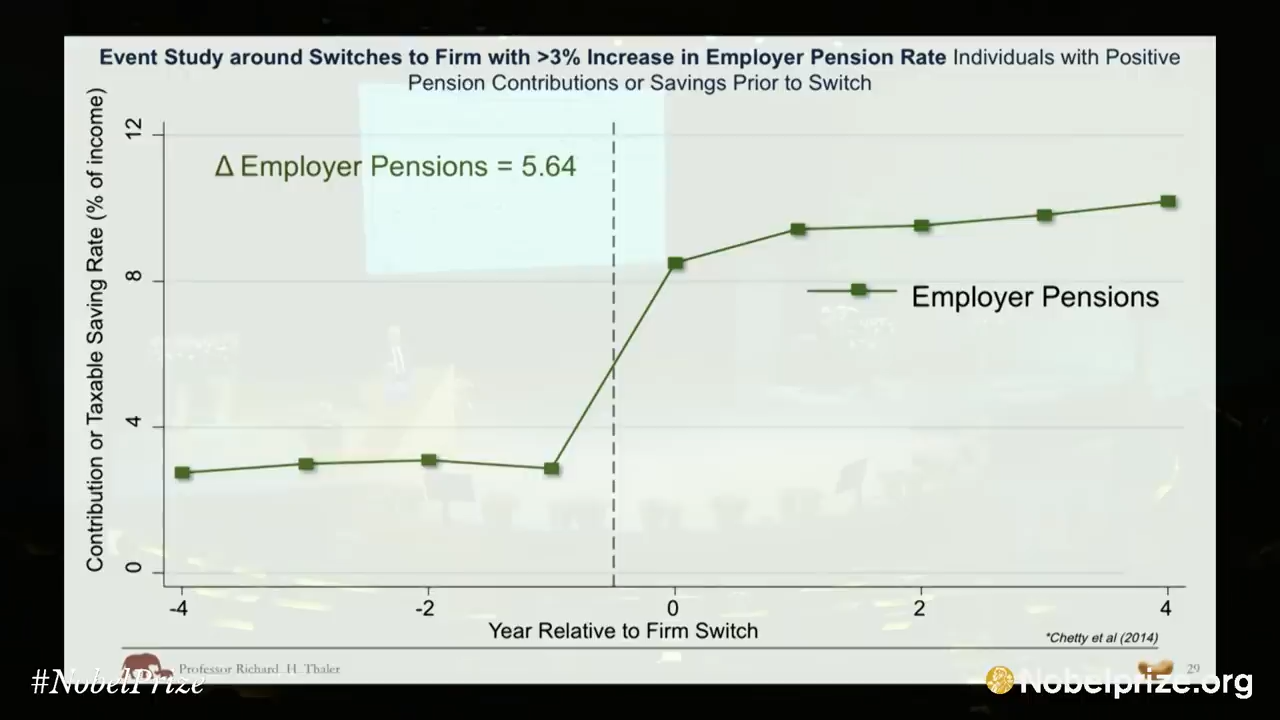 Event Study around Switches to Firm with >3% Increase in Employer Pension Rate Individuals with Positive
Pension Contributions or Savings Prior to Switch
Contribution or Taxable Saving Rate (% of income)
12
8
4
0
Δ Employer Pensions = 5.64
Employer Pensions
-4
-2
0
2
4
Year Relative to Firm Switch
*Chetty et al (2014)
Professor Richard. H. Thaler
29
#NobelPrize
Nobelprize.org